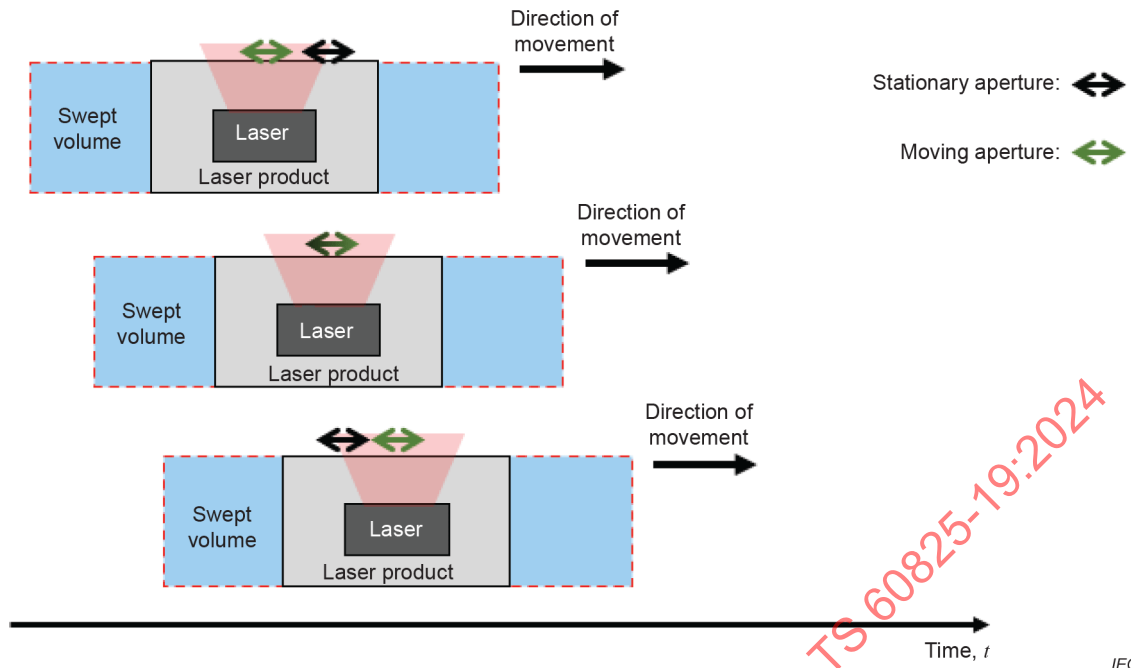 Direction of
movement
Stationary aperture:
Swept
volume
Laser
Moving aperture:
Laser product
Direction of
movement
Swept
volume
Laser
Laser product
Direction of
movement
Swept
volume
Laser
Laser product
TS 60825-19:2024
Time, t